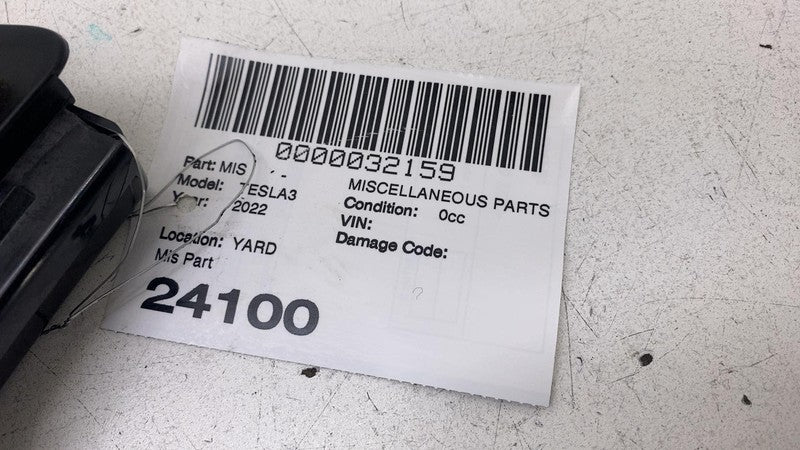 0000032159
Part: MIS
MISCELLANEOUS PARTS
Model: TESLA3
Condition: 0cc
Year: 2022
VIN:
Damage Code:
Location: YARD
Mis Part
24100